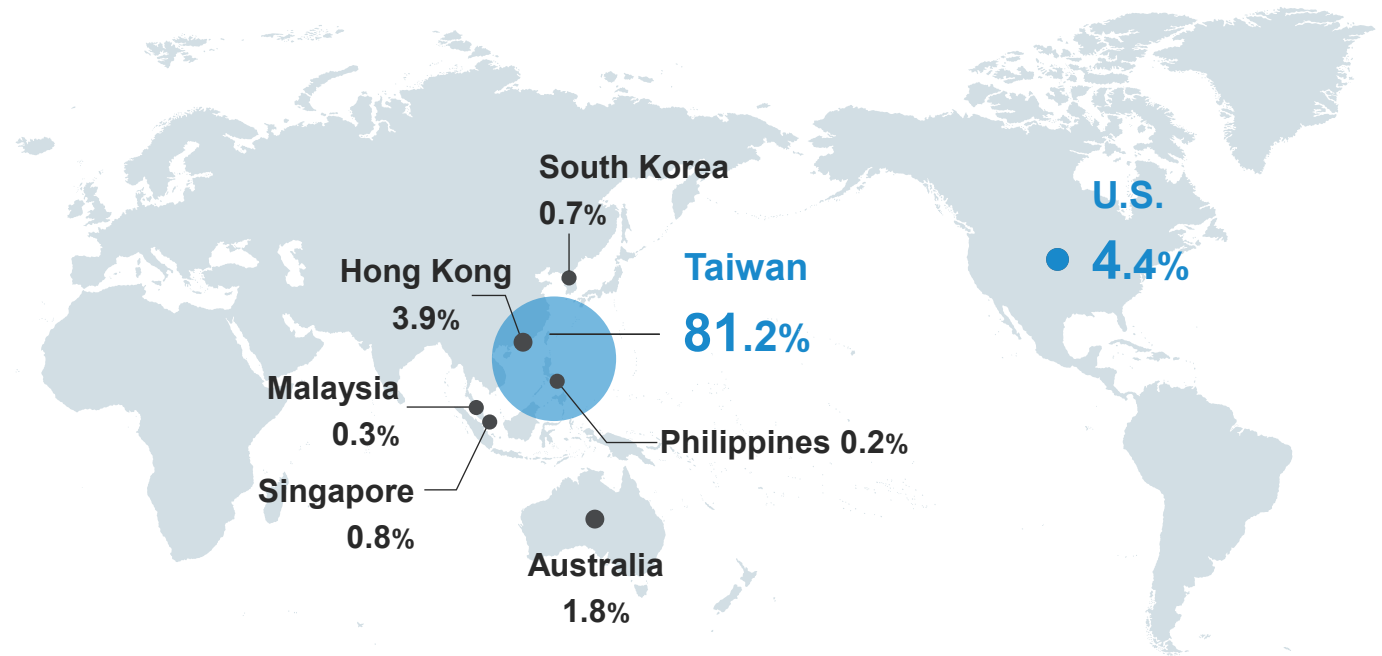 South Korea
0.7%
U.S.
4.4%
Hong Kong
3.9%
Taiwan
81.2%
Malaysia
0.3%
Philippines 0.2%
Singapore
0.8%
Australia
1.8%